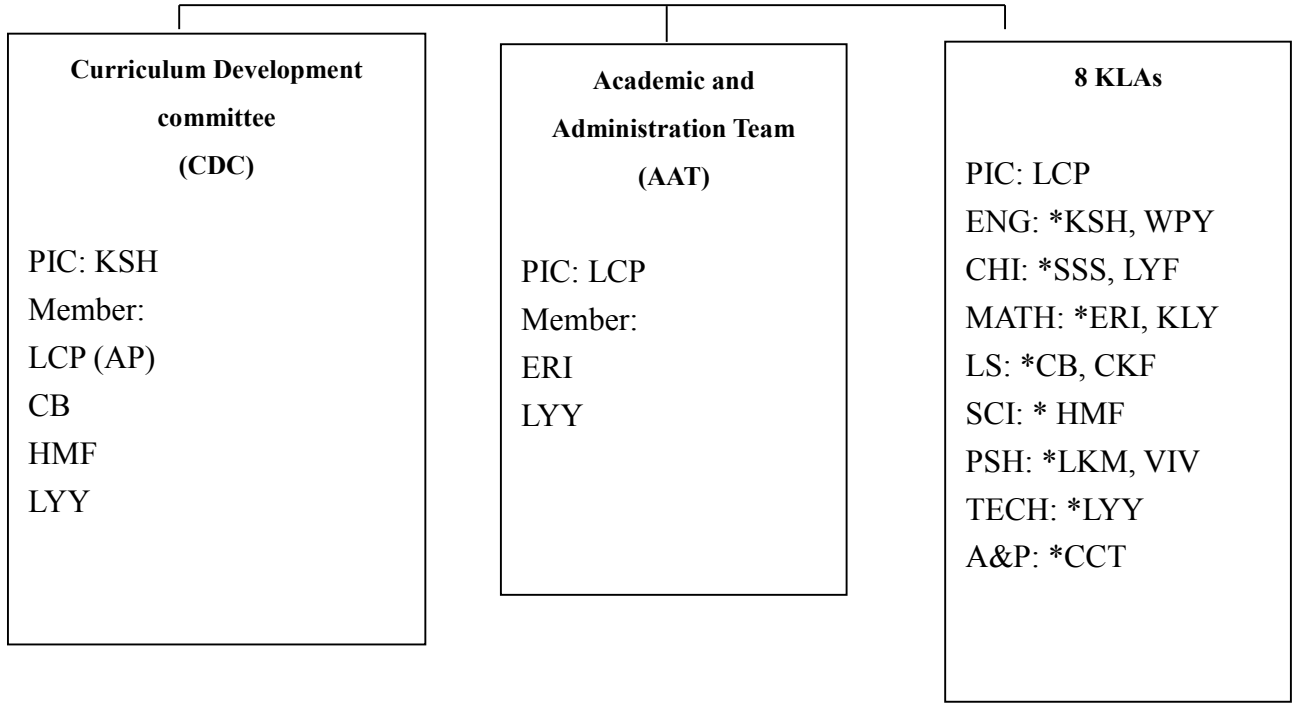 Curriculum Development
committee
(CDC)
PIC: KSH
Member:
LCP (AP)
CB
HMF
LYY
Academic and
Administration Team
(AAT)
PIC: LCP
Member:
ERI
LYY
8 KLAs
PIC: LCP
ENG: *KSH, WPY
CHI: *SSS, LYF
MATH: *ERI, KLY
LS: *CB, CKF
SCI: * HMF
PSH: *LKM, VIV
TECH: *LYY
A&P: *CCT